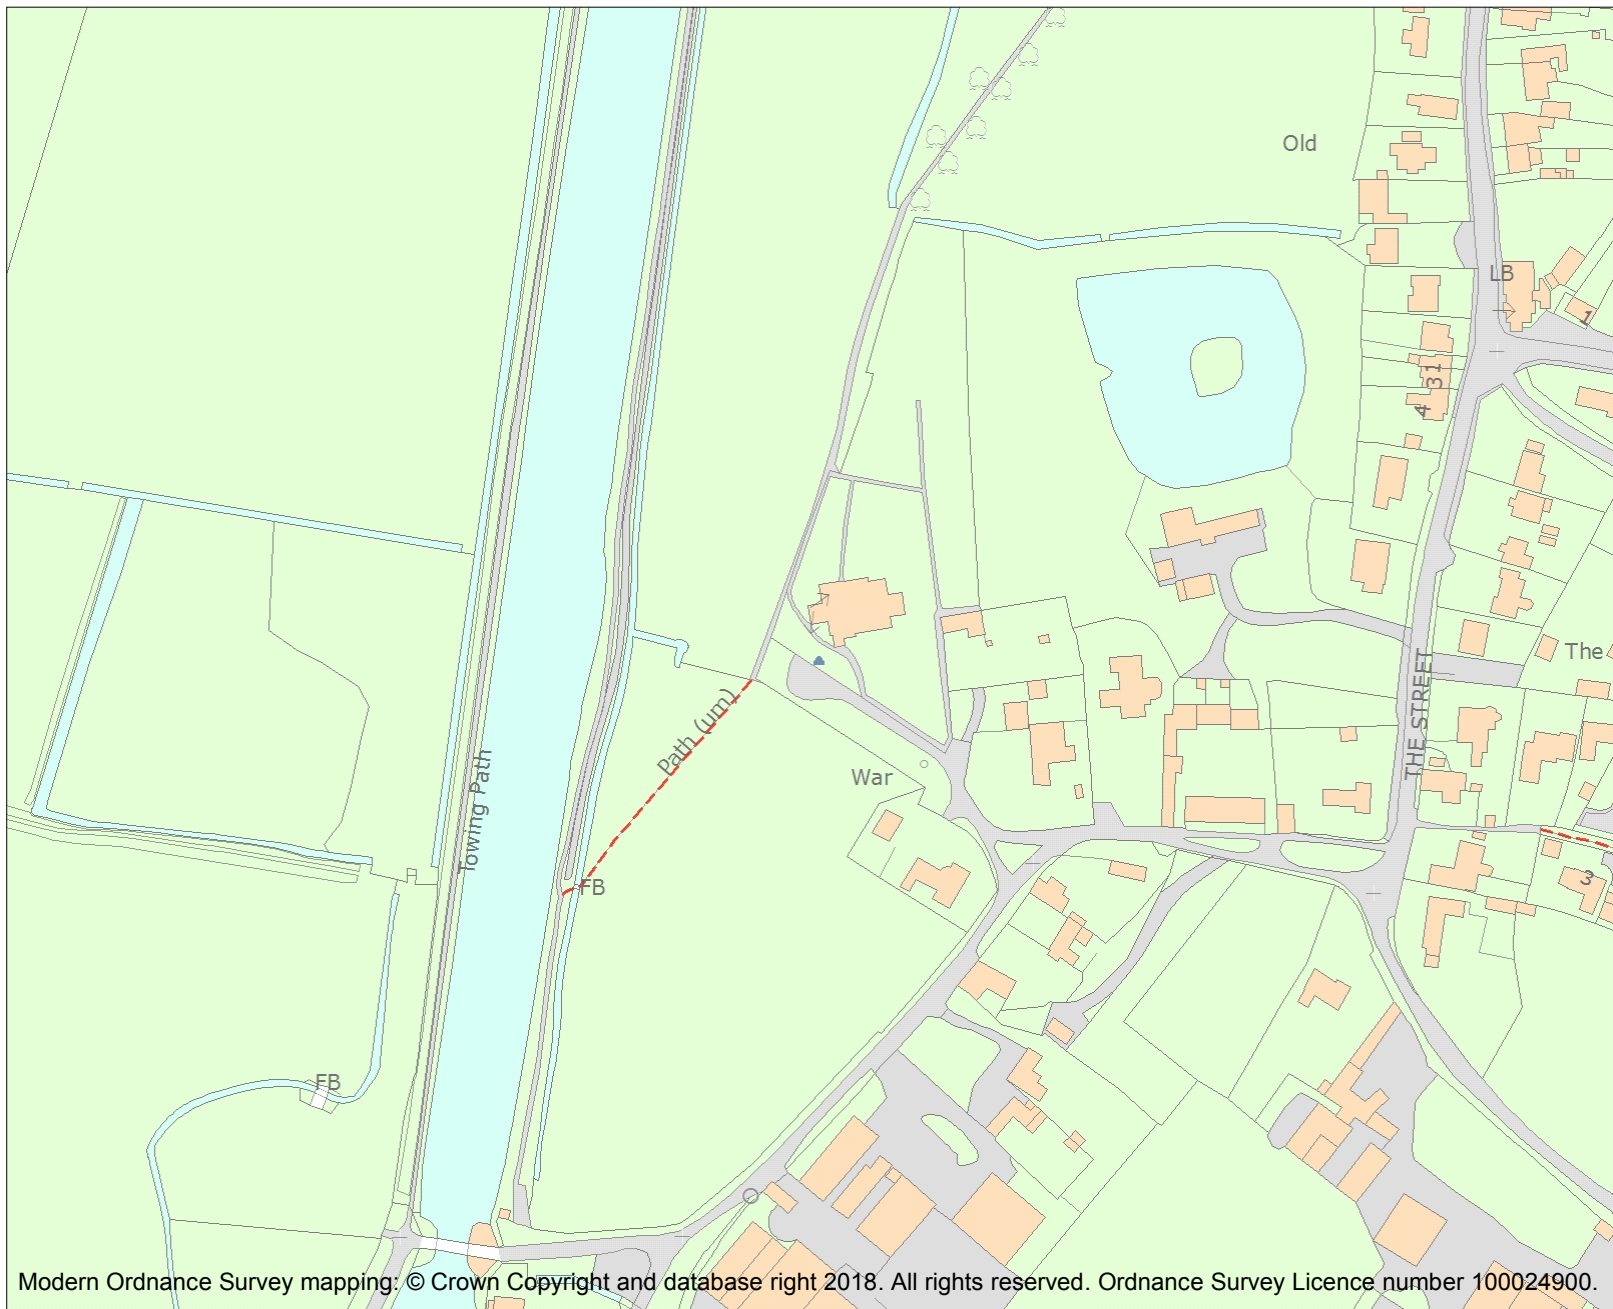 Old
LB
1
31
4
The
THE STREET
Path (um)
War
Towing Path
FB
3
FB
Modern Ordnance Survey mapping: © Crown Copyright and database right 2018. All rights reserved. Ordnance Survey Licence number 100024900.